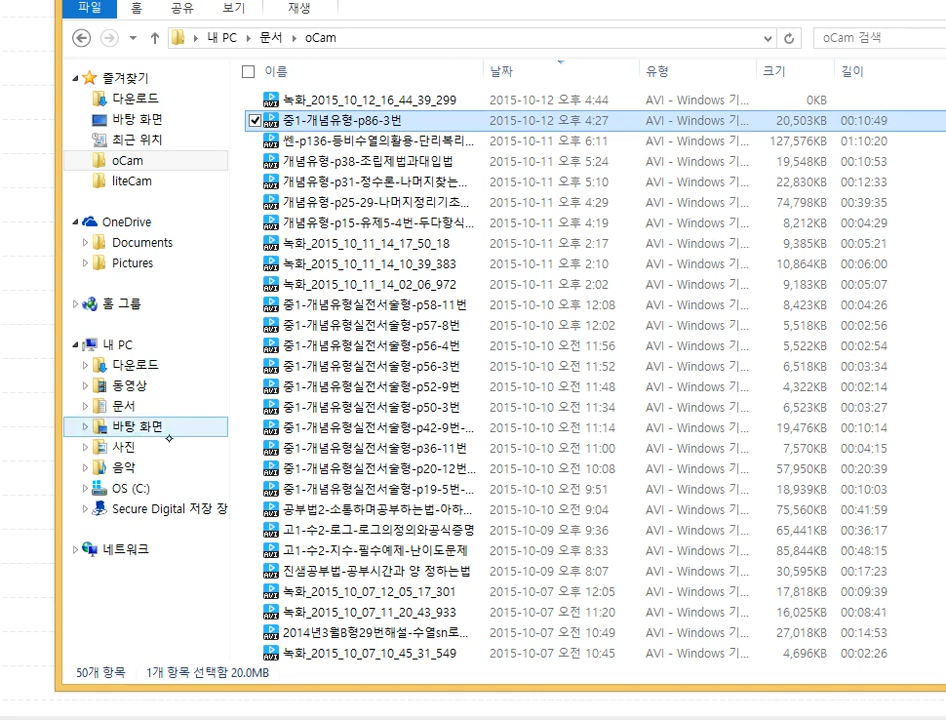 파일 홈 공유 보기 재생
내 PC 문서 oCam oCam 검색
이름 날짜 유형 크기 길이
즐겨찾기
다운로드
바탕 화면
최근 위치
oCam
liteCam
OneDrive
Documents
Pictures
홈 그룹
내 PC
다운로드
동영상
문서
바탕 화면
사진
음악
OS (C:)
Secure Digital 저장 장
네트워크
녹화_2015_10_12_16_44_39_299 2015-10-12 오후 4:44 AVI - Windows 기... 0KB
중1-개념유형-p86-3번 2015-10-12 오후 4:27 AVI - Windows 기... 20,503KB 00:10:49
쎈-p136-등비수열의활용-단리복리... 2015-10-11 오후 6:11 AVI - Windows 기... 127,576KB 01:10:20
개념유형-p38-조립제법과대입법 2015-10-11 오후 5:24 AVI - Windows 기... 19,548KB 00:10:53
개념유형-p31-정수론-나머지찾는... 2015-10-11 오후 5:10 AVI - Windows 기... 22,830KB 00:12:33
개념유형-p25-29-나머지정리기초... 2015-10-11 오후 4:29 AVI - Windows 기... 74,798KB 00:39:35
개념유형-p15-유제5-4번-두다항식... 2015-10-11 오후 4:19 AVI - Windows 기... 8,212KB 00:04:29
녹화_2015_10_11_14_17_50_18 2015-10-11 오후 2:17 AVI - Windows 기... 9,385KB 00:05:21
녹화_2015_10_11_14_10_39_383 2015-10-11 오후 2:10 AVI - Windows 기... 10,864KB 00:06:00
녹화_2015_10_11_14_02_06_972 2015-10-11 오후 2:02 AVI - Windows 기... 9,183KB 00:05:07
중1-개념유형실전서술형-p58-11번 2015-10-10 오후 12:08 AVI - Windows 기... 8,423KB 00:04:26
중1-개념유형실전서술형-p57-8번 2015-10-10 오후 12:02 AVI - Windows 기... 5,518KB 00:02:56
중1-개념유형실전서술형-p56-4번 2015-10-10 오전 11:56 AVI - Windows 기... 5,522KB 00:02:54
중1-개념유형실전서술형-p56-3번 2015-10-10 오전 11:52 AVI - Windows 기... 6,518KB 00:03:34
중1-개념유형실전서술형-p52-9번 2015-10-10 오전 11:48 AVI - Windows 기... 4,322KB 00:02:14
중1-개념유형실전서술형-p50-3번 2015-10-10 오전 11:34 AVI - Windows 기... 6,523KB 00:03:27
중1-개념유형실전서술형-p42-9번-... 2015-10-10 오전 11:14 AVI - Windows 기... 19,476KB 00:10:14
중1-개념유형실전서술형-p36-11번 2015-10-10 오전 11:00 AVI - Windows 기... 7,570KB 00:04:15
중1-개념유형실전서술형-p20-12번... 2015-10-10 오전 10:08 AVI - Windows 기... 57,950KB 00:20:39
중1-개념유형실전서술형-p19-5번-... 2015-10-10 오전 9:51 AVI - Windows 기... 18,939KB 00:10:03
공부법2-소통하며공부하는법-아하... 2015-10-10 오전 9:04 AVI - Windows 기... 75,560KB 00:41:59
고1-수2-로그-로그의정의와공식증명 2015-10-09 오후 9:36 AVI - Windows 기... 65,441KB 00:36:17
고1-수2-지수-필수예제-난이도문제 2015-10-09 오후 8:33 AVI - Windows 기... 85,844KB 00:48:15
진샘공부법-공부시간과 양 정하는법 2015-10-09 오후 8:07 AVI - Windows 기... 30,595KB 00:17:23
녹화_2015_10_07_12_05_17_301 2015-10-07 오후 12:05 AVI - Windows 기... 17,818KB 00:09:39
녹화_2015_10_07_11_20_43_933 2015-10-07 오전 11:20 AVI - Windows 기... 16,025KB 00:08:41
2014년3월B형29번해설-수열sn로... 2015-10-07 오전 10:49 AVI - Windows 기... 27,018KB 00:14:53
녹화_2015_10_07_10_45_31_549 2015-10-07 오전 10:45 AVI - Windows 기... 4,696KB 00:02:26
50개 항목 1개 항목 선택함 20.0MB